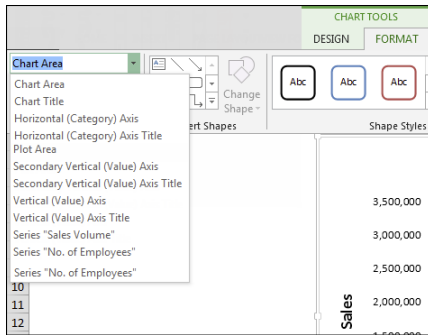 CHART TOOLS
DESIGN FORMAT
Chart Area
Change
Shape
Abc Abc Abc
ert Shapes
Shape Styles
Chart Area
Chart Title
Horizontal (Category) Axis
Horizontal (Category) Axis Title
Plot Area
Secondary Vertical (Value) Axis
Secondary Vertical (Value) Axis Title
Vertical (Value) Axis
Vertical (Value) Axis Title
Series "Sales Volume"
Series "No. of Employees"
Series "No. of Employees"
10
11
12
3,500,000
3,000,000
2,500,000
2,000,000
1,500,000
Sales